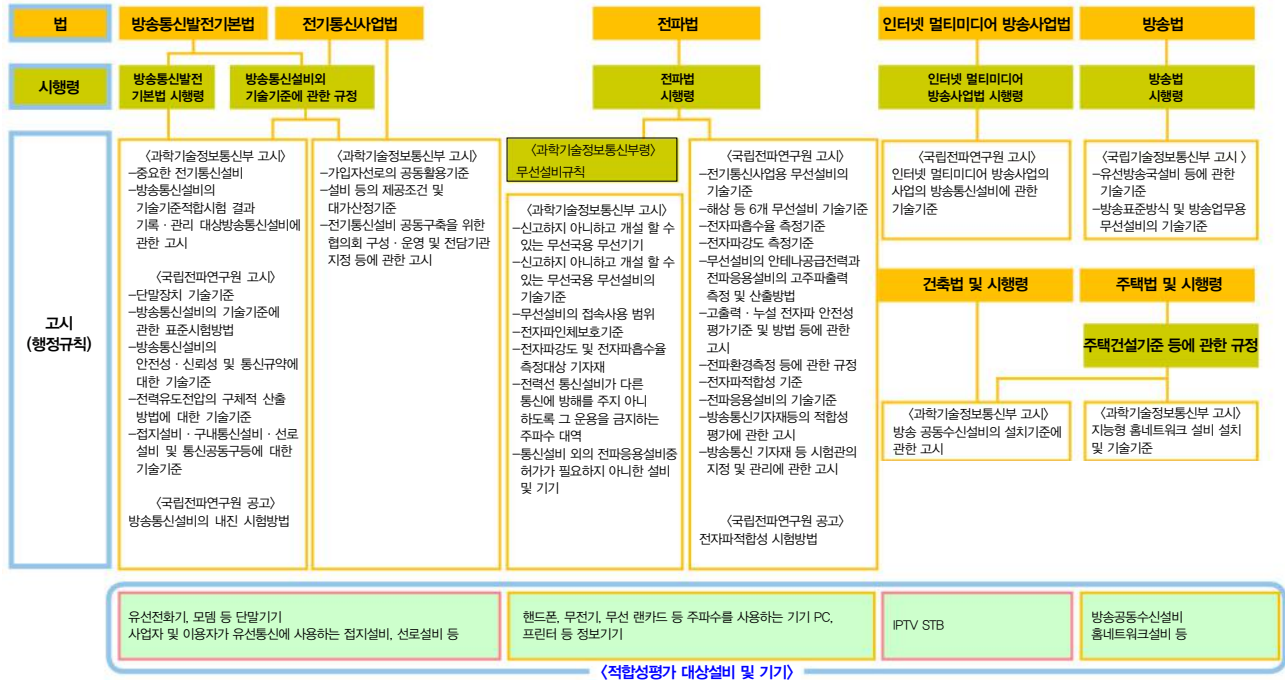 법
방송통신발전기본법
전기통신사업법
전파법
인터넷 멀티미디어 방송사업법
방송법
시행령
방송통신발전
기본법 시행령
방송통신설비외
기술기준에 관한 규정
전파법
시행령
인터넷 멀티미디어
방송사업법 시행령
방송법
시행령
고시
(행정규칙)
〈과학기술정보통신부 고시〉
–중요한 전기통신설비
–방송통신설비의
기술기준적합시험 결과
기록·관리 대상방송통신설비에
관한 고시
〈국립전파연구원 고시〉
–단말장치 기술기준
–방송통신설비의 기술기준에
관한 표준시험방법
–방송통신설비의
안전성·신뢰성 및 통신규약에
대한 기술기준
–전력유도전압의 구체적 산출
방법에 대한 기술기준
–접지설비·구내통신설비·선로
설비 및 통신공동구등에 대한
기술기준
〈국립전파연구원 공고〉
방송통신설비의 내진 시험방법
〈과학기술정보통신부 고시〉
–가입자선로의 공동활용기준
–설비 등의 제공조건 및
대가산정기준
–전기통신설비 공동구축을 위한
협의회 구성·운영 및 전담기관
지정 등에 관한 고시
〈과학기술정보통신부령〉
무선설비규칙
〈과학기술정보통신부 고시〉
–신고하지 아니하고 개설 할 수
있는 무선국용 무선기기
–신고하지 아니하고 개설 할 수
있는 무선국용 무선설비의
기술기준
–무선설비의 접속사용 범위
–전자파인체보호기준
–전자파강도 및 전자파흡수율
측정대상 기자재
–전력선 통신설비가 다른
통신에 방해를 주지 아니
하도록 그 운용을 금지하는
주파수 대역
–통신설비 외의 전파응용설비중
허가가 필요하지 아니한 설비
및 기기
〈국립전파연구원 고시〉
–전기통신사업용 무선설비의
기술기준
–해상 등 6개 무선설비 기술기준
–전자파흡수율 측정기준
–전자파강도 측정기준
–무선설비의 안테나공급전력과
전파응용설비의 고주파출력
측정 및 산출방법
–고출력·누설 전자파 안전성
평가기준 및 방법 등에 관한
고시
–전파환경측정 등에 관한 규정
–전자파적합성 기준
–전파응용설비의 기술기준
–방송통신기자재등의 적합성
평가에 관한 고시
–방송통신 기자재 등 시험관의
지정 및 관리에 관한 고시
〈국립전파연구원 공고〉
전자파적합성 시험방법
〈국립전파연구원 고시〉
인터넷 멀티미디어 방송사업의
사업의 방송통신설비에 관한
기술기준
〈과학기술정보통신부 고시 〉
–유선방송국설비 등에 관한
기술기준
–방송표준방식 및 방송업무용
무선설비의 기술기준
건축법 및 시행령
주택법 및 시행령
주택건설기준 등에 관한 규정
〈과학기술정보통신부 고시〉
방송 공동수신설비의 설치기준에
관한 고시
〈과학기술정보통신부 고시〉
지능형 홈네트워크 설비 설치
및 기술기준
유선전화기, 모뎀 등 단말기기
사업자 및 이용자가 유선통신에 사용하는 접지설비, 선로설비 등
핸드폰, 무전기, 무선 랜카드 등 주파수를 사용하는 기기 PC,
프린터 등 정보기기
IPTV STB
방송공동수신설비
홈네트워크설비 등
〈적합성평가 대상설비 및 기기〉